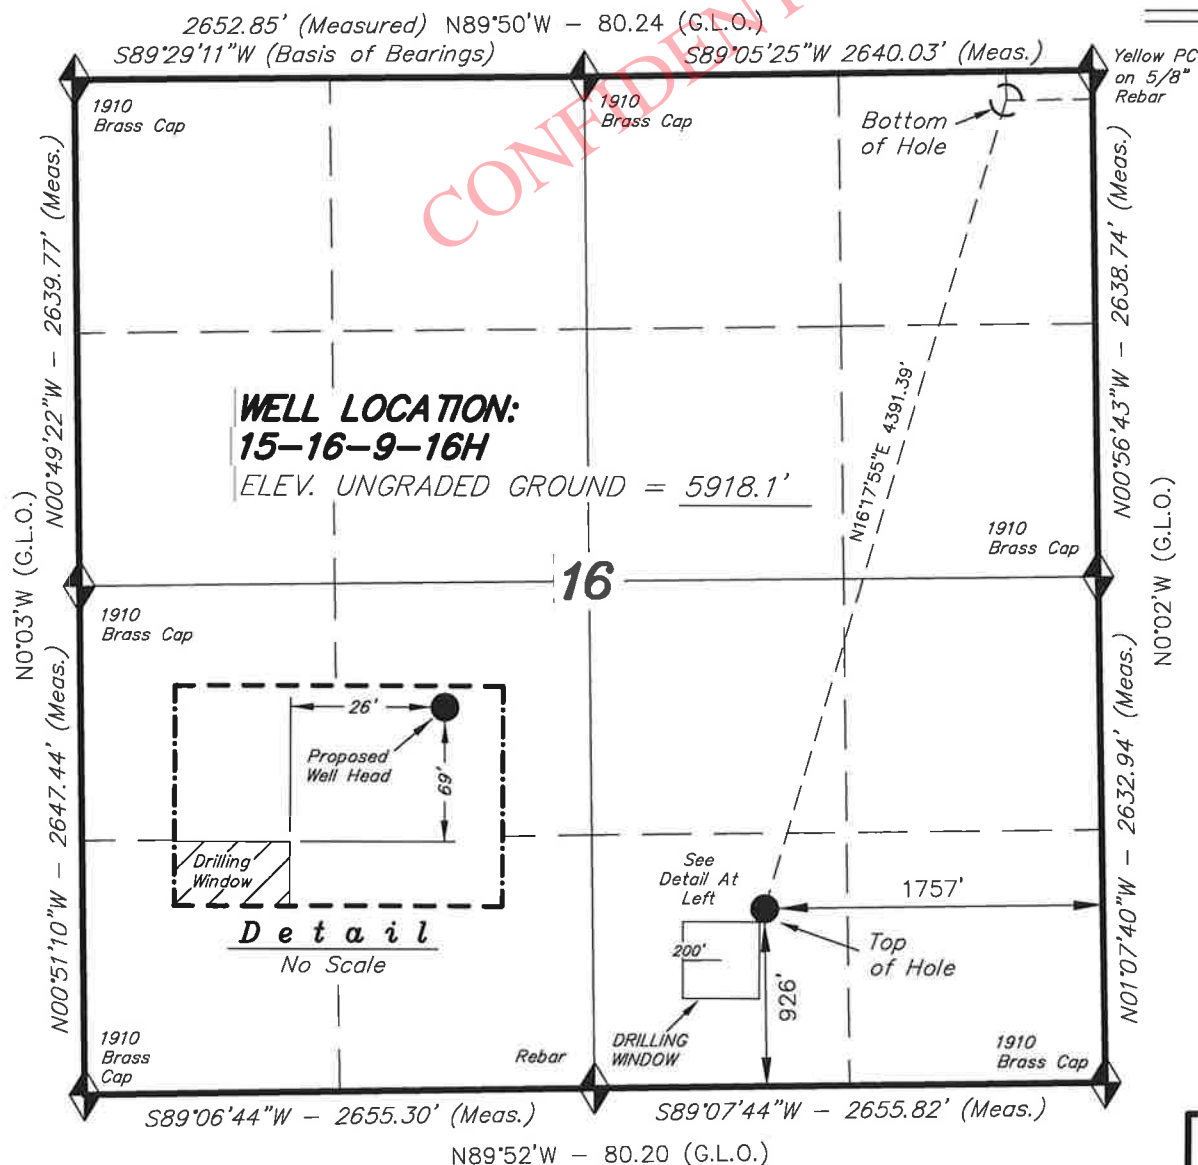 2652.85' (Measured) N89°50'W – 80.24 (G.L.O.)
S89°29'11"W (Basis of Bearings)
S89°05'25"W 2640.03' (Meas.)
CONFIDENT
Yellow PC
on 5/8"
Rebar
1910
Brass Cap
1910
Brass Cap
Bottom
of Hole
N00°49'22"W – 2639.77' (Meas.)
N00°56'43"W – 2638.74' (Meas.)
WELL LOCATION:
15–16–9–16H
ELEV. UNGRADED GROUND = 5918.1'
N16°17'55"E 4391.39'
N0°03'W (G.L.O.)
N0°02'W (G.L.O.)
1910
Brass Cap
16
1910
Brass Cap
26'
Proposed
Well Head
69'
Drilling
Window
Detail
No Scale
N00°51'10"W – 2647.44' (Meas.)
N01°07'40"W – 2632.94' (Meas.)
See
Detail At
Left
1757'
200'
Top
of Hole
926'
DRILLING
WINDOW
1910
Brass
Cap
Rebar
1910
Brass Cap
S89°06'44"W – 2655.30' (Meas.)
S89°07'44"W – 2655.82' (Meas.)
N89°52'W – 80.20 (G.L.O.)